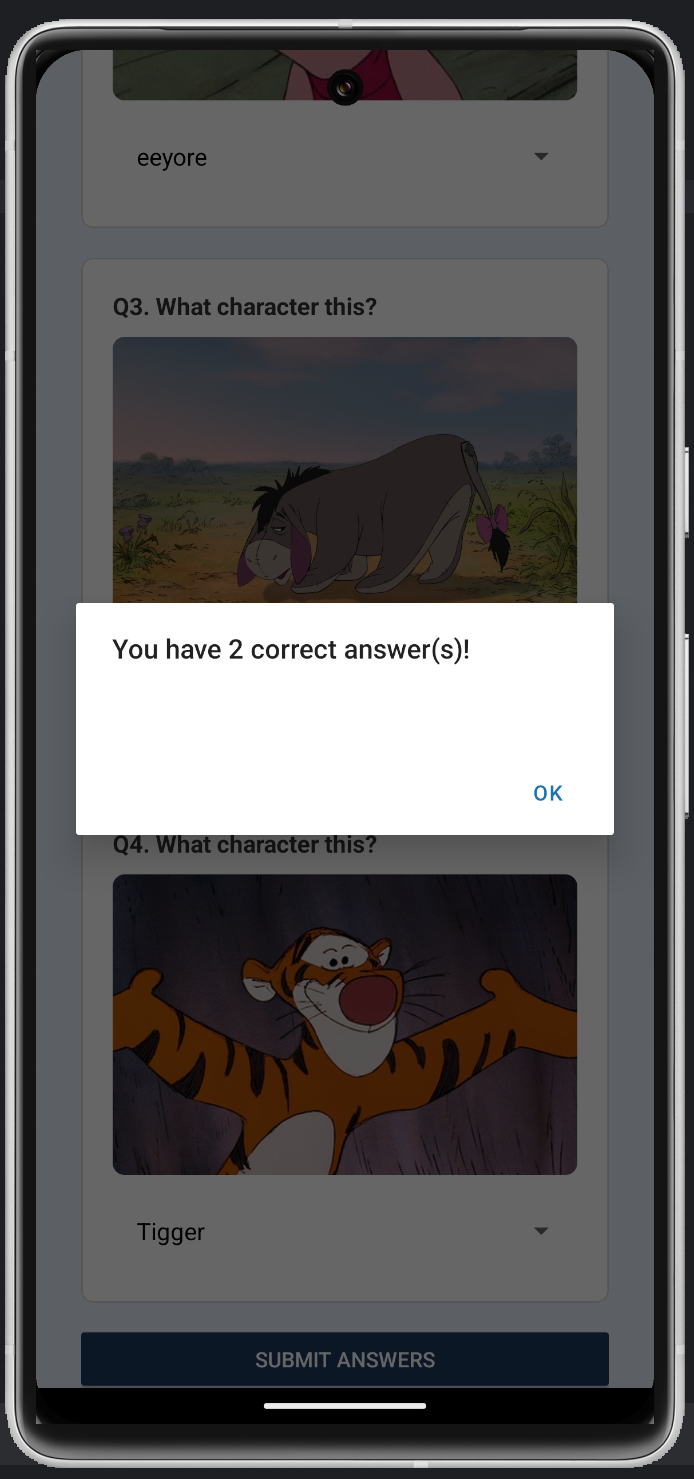 eeyore
Q3. What character this?
You have 2 correct answer(s)!
OK
Q4. What character this?
Tigger
SUBMIT ANSWERS